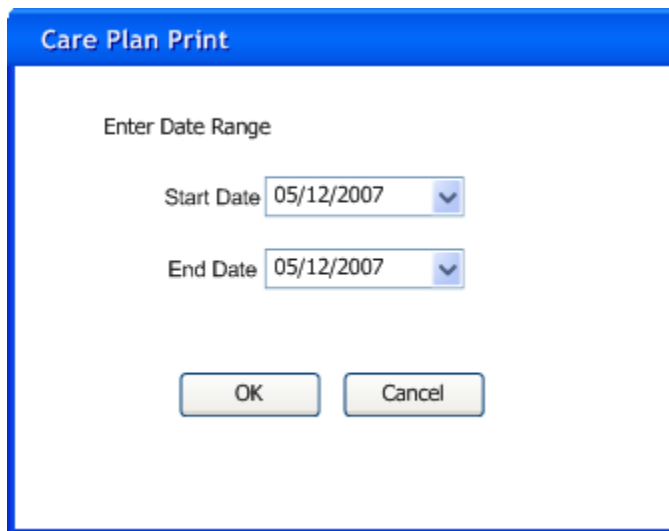 Care Plan Print
Enter Date Range
Start Date 05/12/2007
End Date 05/12/2007
OK Cancel